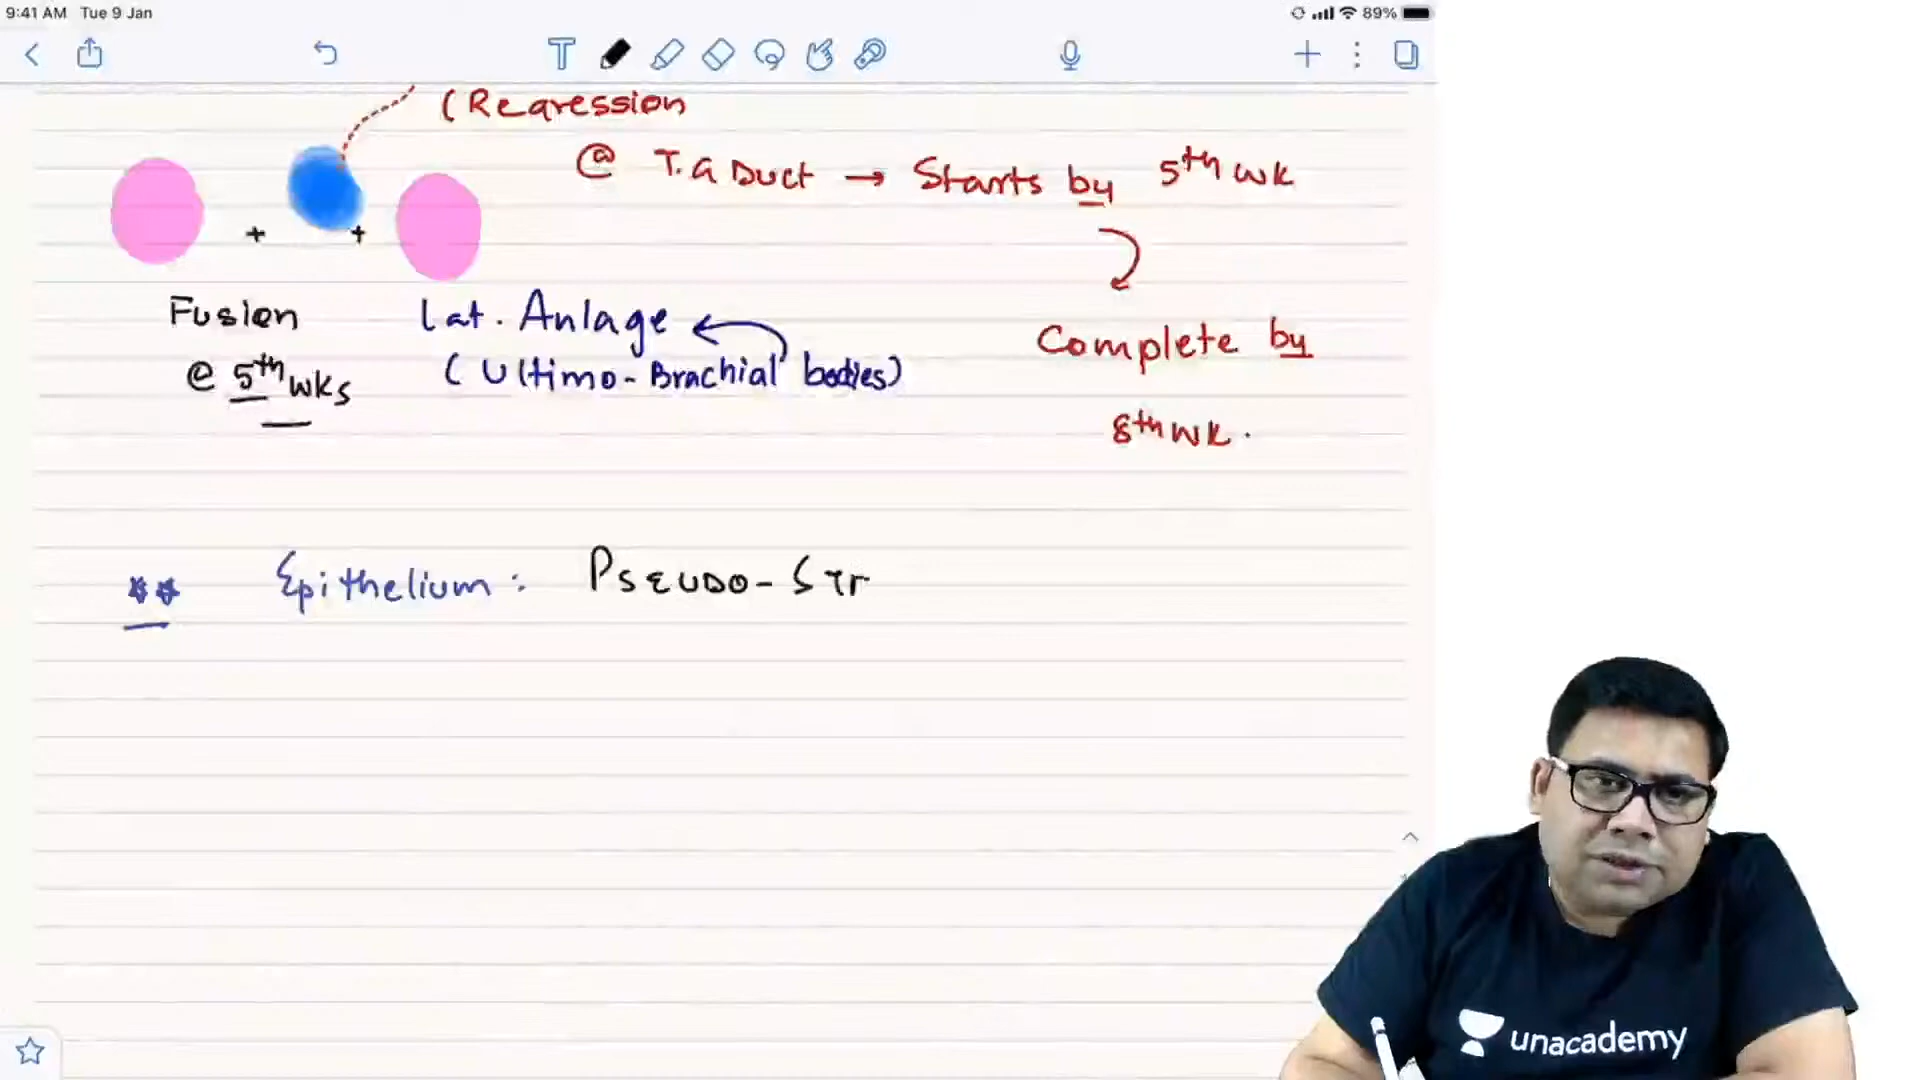 9:41 AM Tue 9 Jan
89%
T
(Regression
@ T.G Duct → Starts by 5th wk
+ +
Fusion
@ 5th wks
Lat. Anlage
(Ultimo-Brachial bodies)
Complete by
8th wk.
** Epithelium: PSEUDO-STr
unacademy